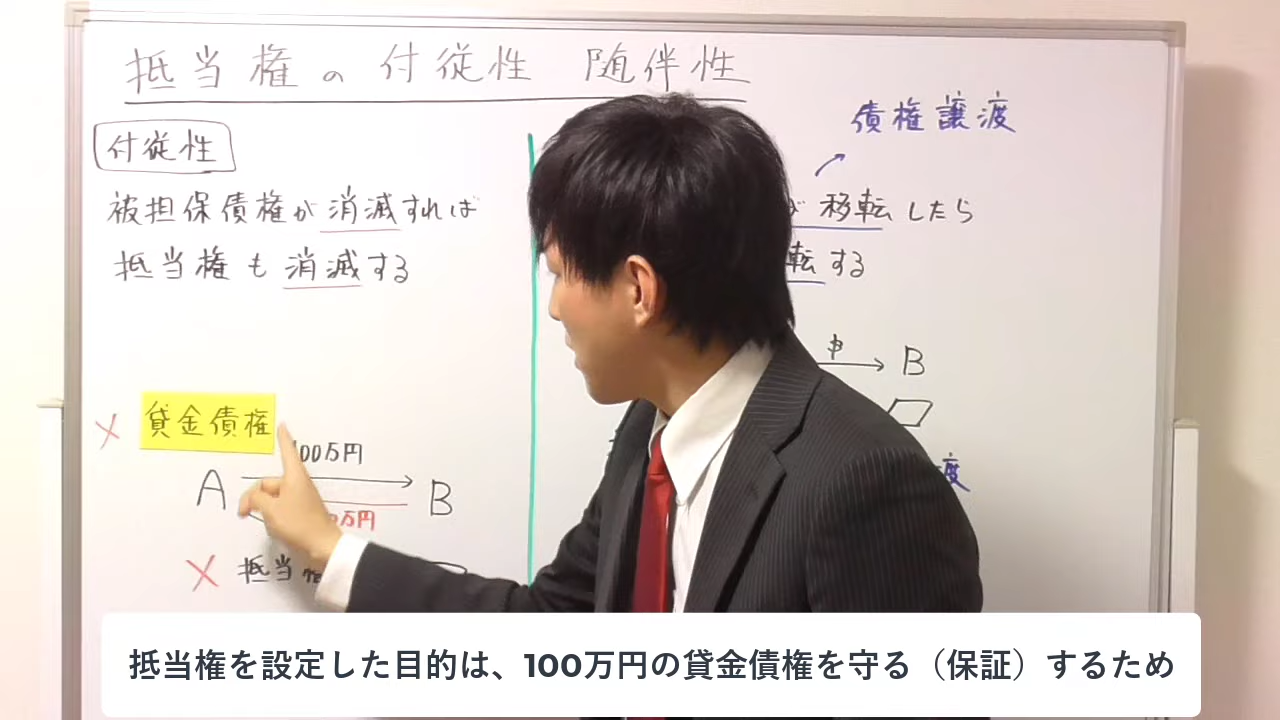 抵当権の付従性 随伴性
付従性
被担保債権が消滅すれば
抵当権も消滅する
債権譲渡
移転したら
転する
B
渡
× 貸金債権
100万円
A
B
万円
× 抵当
抵当権を設定した目的は、100万円の貸金債権を守る（保証）するため